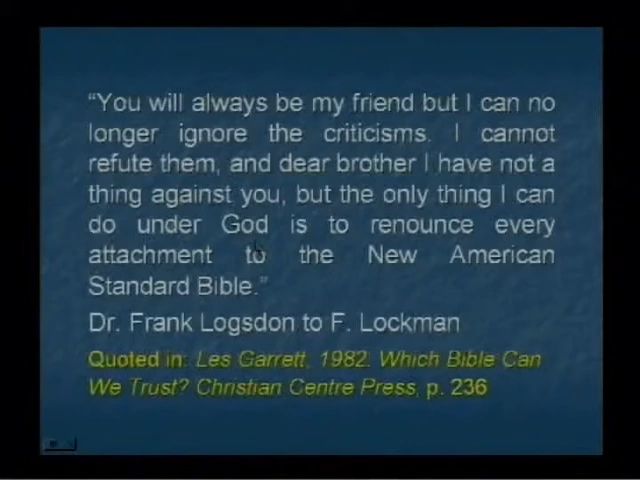 “You will always be my friend but I can no
longer ignore the criticisms. I cannot
refute them, and dear brother I have not a
thing against you, but the only thing I can
do under God is to renounce every
attachment to the New American
Standard Bible.”
Dr. Frank Logsdon to F. Lockman
Quoted in: Les Garrett, 1982. Which Bible Can
We Trust? Christian Centre Press, p. 236